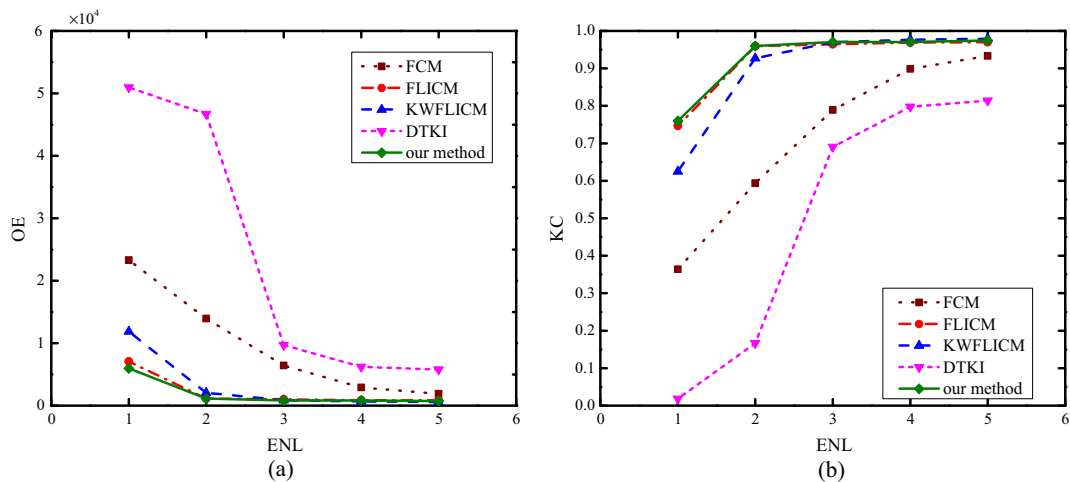 ×10⁴
6
5
4
3
2
1
0
0 1 2 3 4 5 6
OE
ENL
FCM
FLICM
KWFLICM
DTKI
our method
(a)
1.0
0.9
0.8
0.7
0.6
0.5
0.4
0.3
0.2
0.1
0.0
0 1 2 3 4 5 6
KC
ENL
FCM
FLICM
KWFLICM
DTKI
our method
(b)